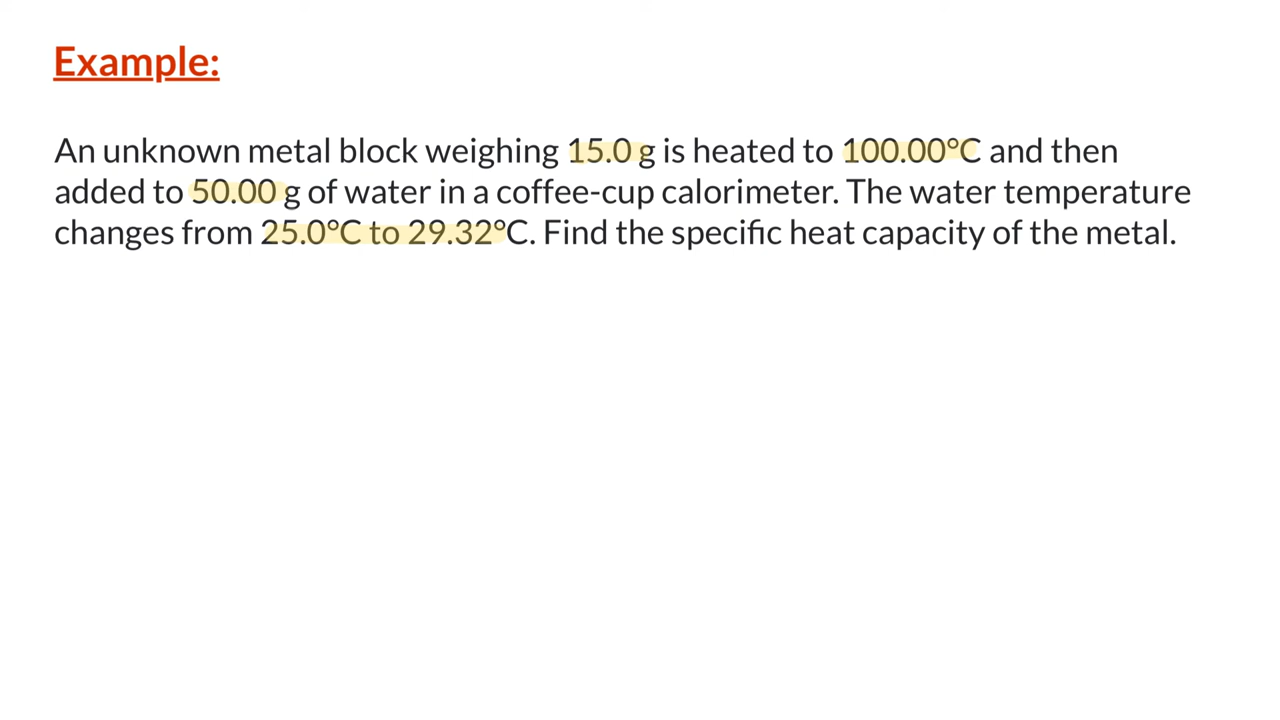 Example:
An unknown metal block weighing 15.0 g is heated to 100.00°C and then
added to 50.00 g of water in a coffee-cup calorimeter. The water temperature
changes from 25.0°C to 29.32°C. Find the specific heat capacity of the metal.